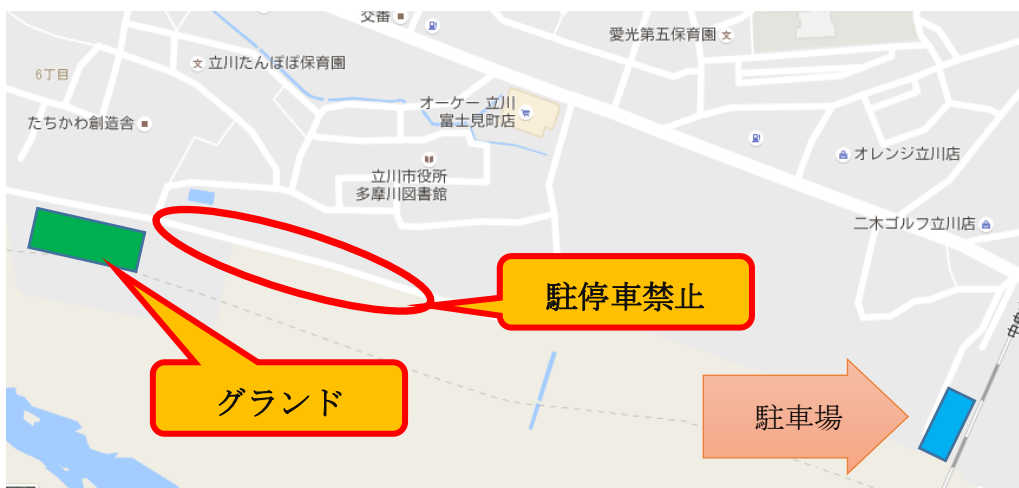 交番
愛光第五保育園
立川たんぽぽ保育園
6丁目
オーケー 立川
富士見町店
たちかわ創造舎
オレンジ立川店
立川市役所
多摩川図書館
二木ゴルフ立川店
駐停車禁止
グランド
駐車場